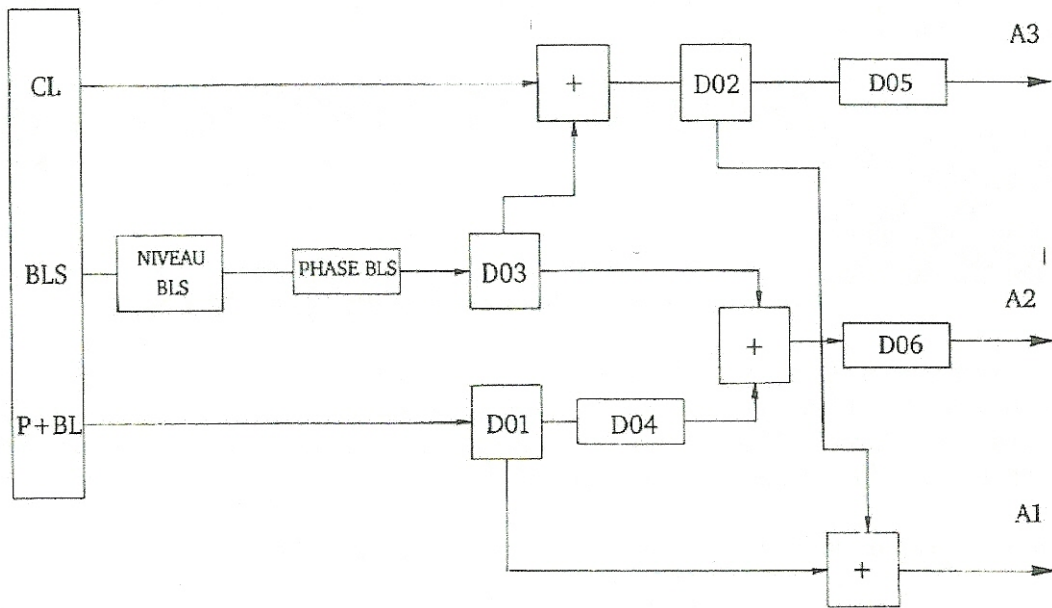 A3
CL
+
D02
D05
NIVEAU
BLS
PHASE BLS
BLS
D03
A2
+
D06
P+BL
D01
D04
A1
+